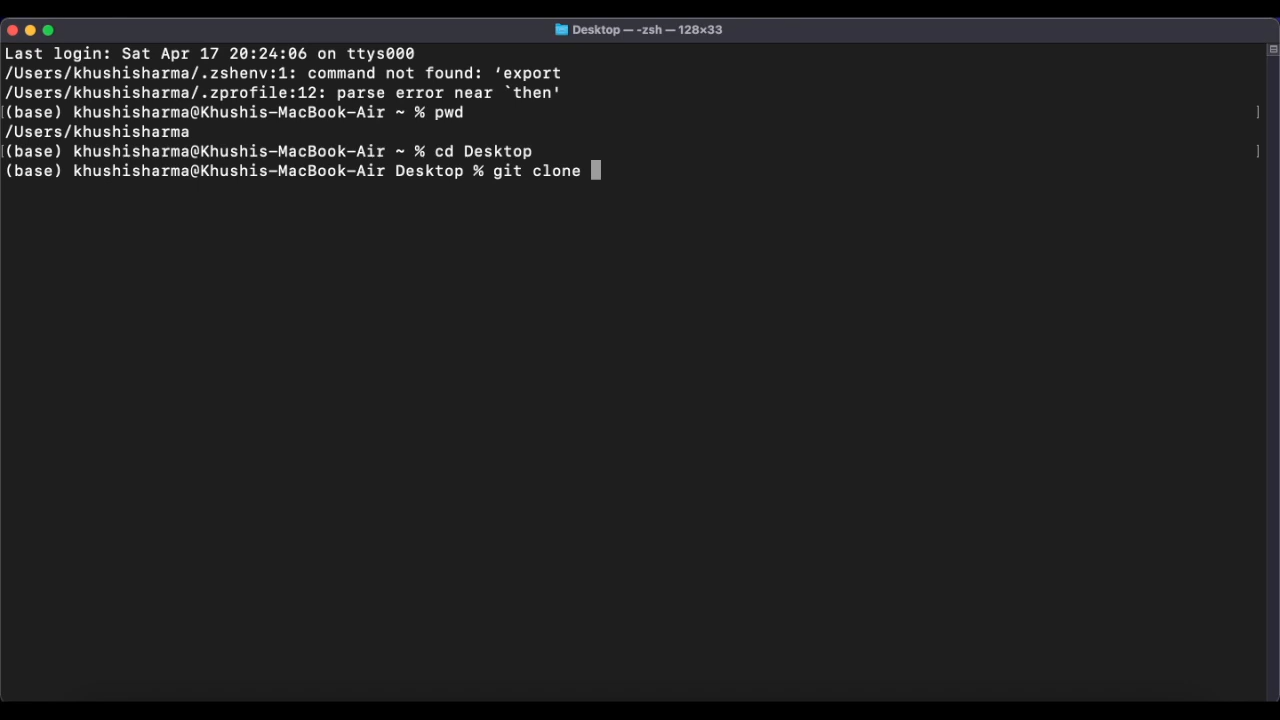 Desktop — -zsh — 128×33
Last login: Sat Apr 17 20:24:06 on ttys000
/Users/khushisharma/.zshenv:1: command not found: ‘export
/Users/khushisharma/.zprofile:12: parse error near `then'
[(base) khushisharma@Khushis-MacBook-Air ~ % pwd ]
/Users/khushisharma
[(base) khushisharma@Khushis-MacBook-Air ~ % cd Desktop ]
(base) khushisharma@Khushis-MacBook-Air Desktop % git clone